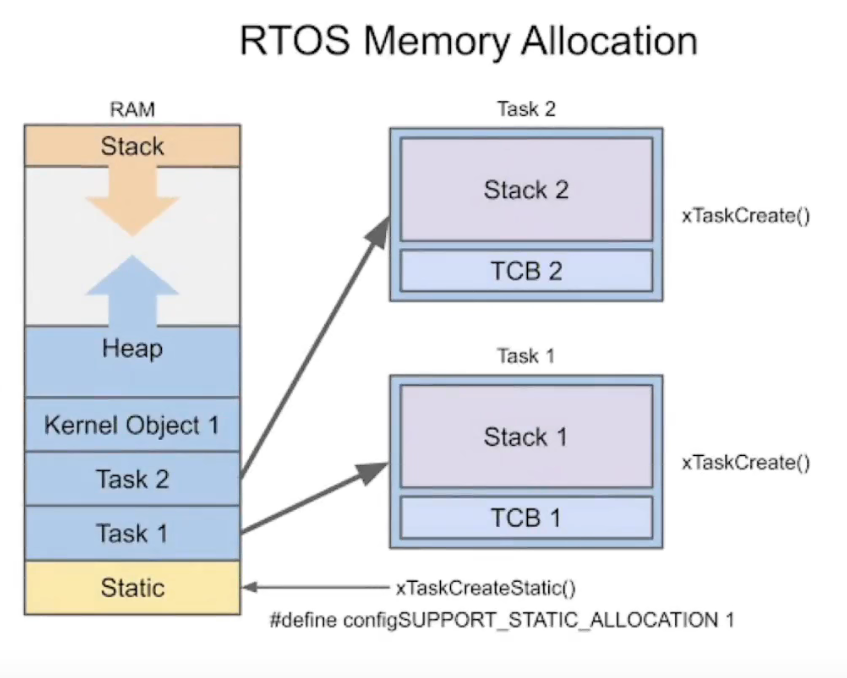 RTOS Memory Allocation
RAM
Stack
Heap
Kernel Object 1
Task 2
Task 1
Static
Task 2
Stack 2
TCB 2
xTaskCreate()
Task 1
Stack 1
TCB 1
xTaskCreate()
xTaskCreateStatic()
#define configSUPPORT_STATIC_ALLOCATION 1